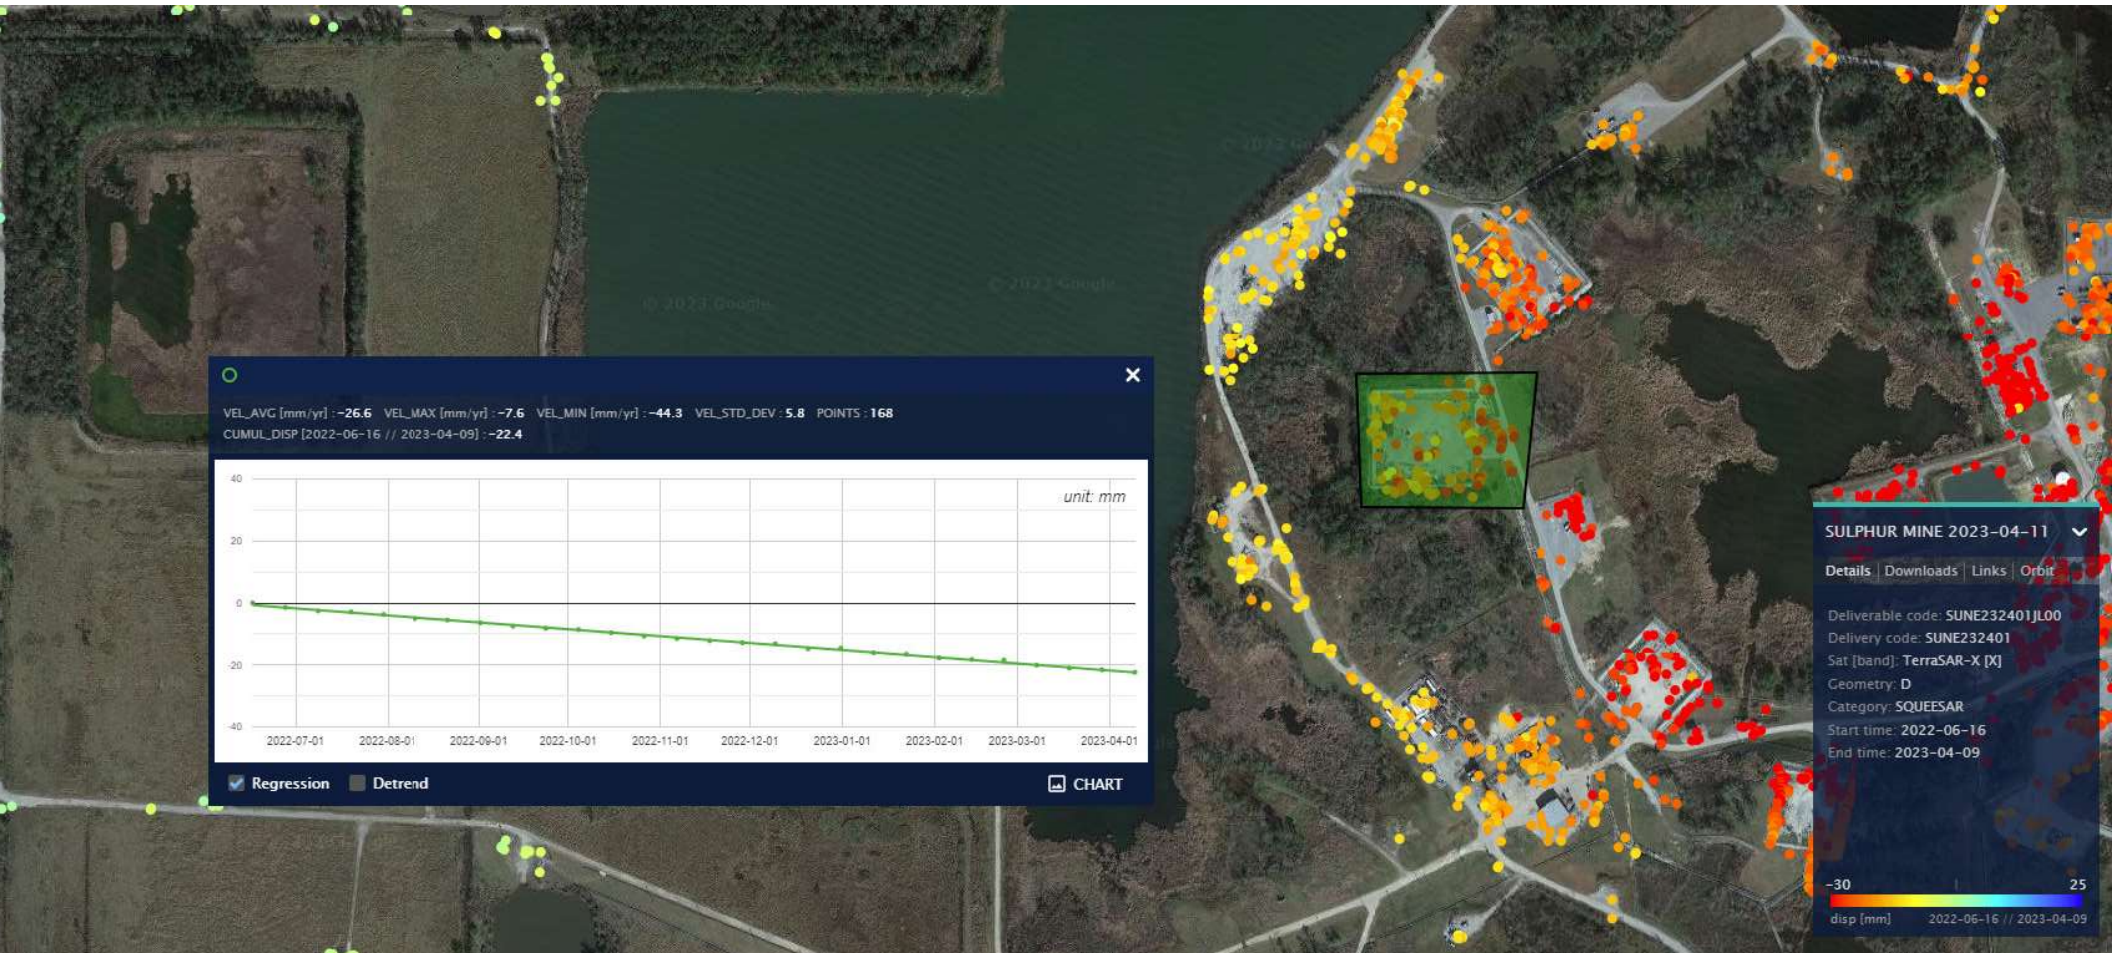 © 2023 Google
© 2023 Google
VEL_AVG [mm/yr] : -26.6 VEL_MAX [mm/yr] : -7.6 VEL_MIN [mm/yr] : -44.3 VEL_STD_DEV : 5.8 POINTS : 168
CUMUL_DISP [2022-06-16 // 2023-04-09] : -22.4
unit: mm
40
20
0
-20
-40
2022-07-01 2022-08-01 2022-09-01 2022-10-01 2022-11-01 2022-12-01 2023-01-01 2023-02-01 2023-03-01 2023-04-01
Regression Detrend CHART
SULPHUR MINE 2023-04-11
Details | Downloads | Links | Orbit
Deliverable code: SUNE232401JL00
Delivery code: SUNE232401
Sat [band]: TerraSAR-X [X]
Geometry: D
Category: SQUEESAR
Start time: 2022-06-16
End time: 2023-04-09
-30 25
disp [mm] 2022-06-16 // 2023-04-09